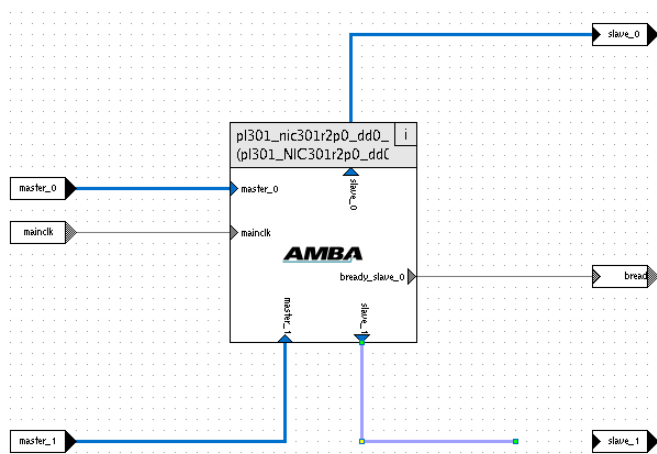 slave_0
pl301_nic301r2p0_dd0_
i
(pl301_NIC301r2p0_dd0
master_0
master_0
slave_0
mainclk
mainclk
AMBA
bready_slave_0
bread
master_1
slave_1
master_1
slave_1